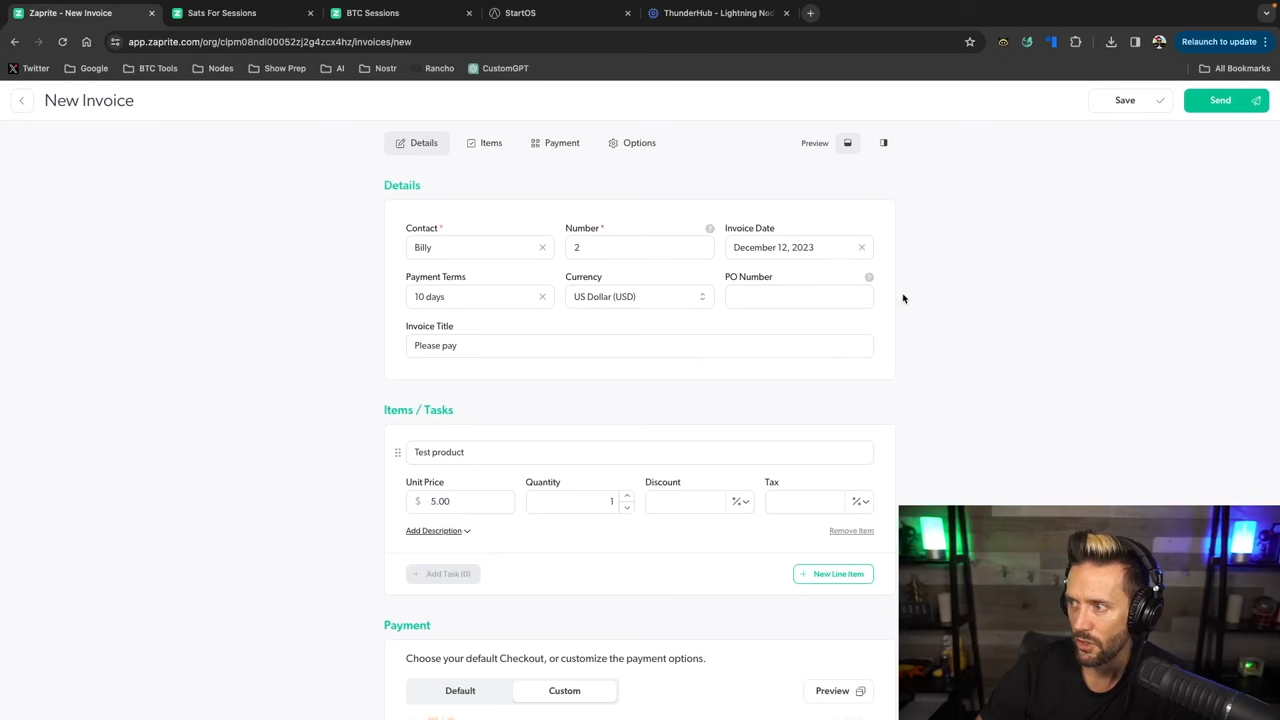 Zaprite - New Invoice
Sats For Sessions
BTC Sessions
StartOS
ThunderHub - Lightning Nod
app.zaprite.com/org/clpm08ndi00052zj2g4zcx4hz/invoices/new
Relaunch to update
Twitter
Google
BTC Tools
Nodes
Show Prep
AI
Nostr
Rancho
CustomGPT
All Bookmarks
New Invoice
Save
Send
Details
Items
Payment
Options
Preview
Details
Contact *
Number *
Invoice Date
Billy
2
December 12, 2023
Payment Terms
Currency
PO Number
10 days
US Dollar (USD)
Invoice Title
Please pay
Items / Tasks
Test product
Unit Price
Quantity
Discount
Tax
$ 5.00
1
%
%
Add Description
Remove Item
+ Add Task (0)
+ New Line Item
Payment
Choose your default Checkout, or customize the payment options.
Default
Custom
Preview